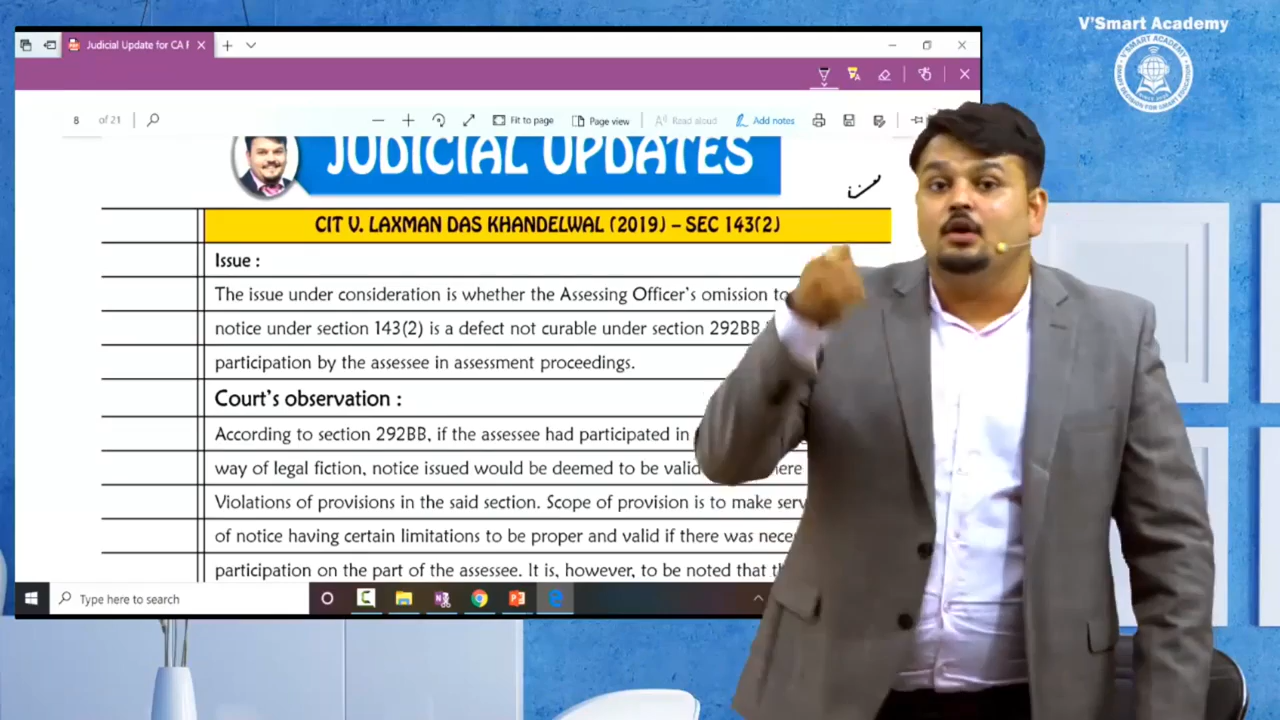 V'Smart Academy
Judicial Update for CA F
8 of 21
Fit to page
Page view
Read aloud
Add notes
JUDICIAL UPDATES
CIT V. LAXMAN DAS KHANDELWAL (2019) – SEC 143(2)
Issue :
The issue under consideration is whether the Assessing Officer's omission to
notice under section 143(2) is a defect not curable under section 292BB
participation by the assessee in assessment proceedings.
Court's observation :
According to section 292BB, if the assessee had participated in
way of legal fiction, notice issued would be deemed to be valid
Violations of provisions in the said section. Scope of provision is to make
of notice having certain limitations to be proper and valid if there was
participation on the part of the assessee. It is, however, to be noted that
Type here to search